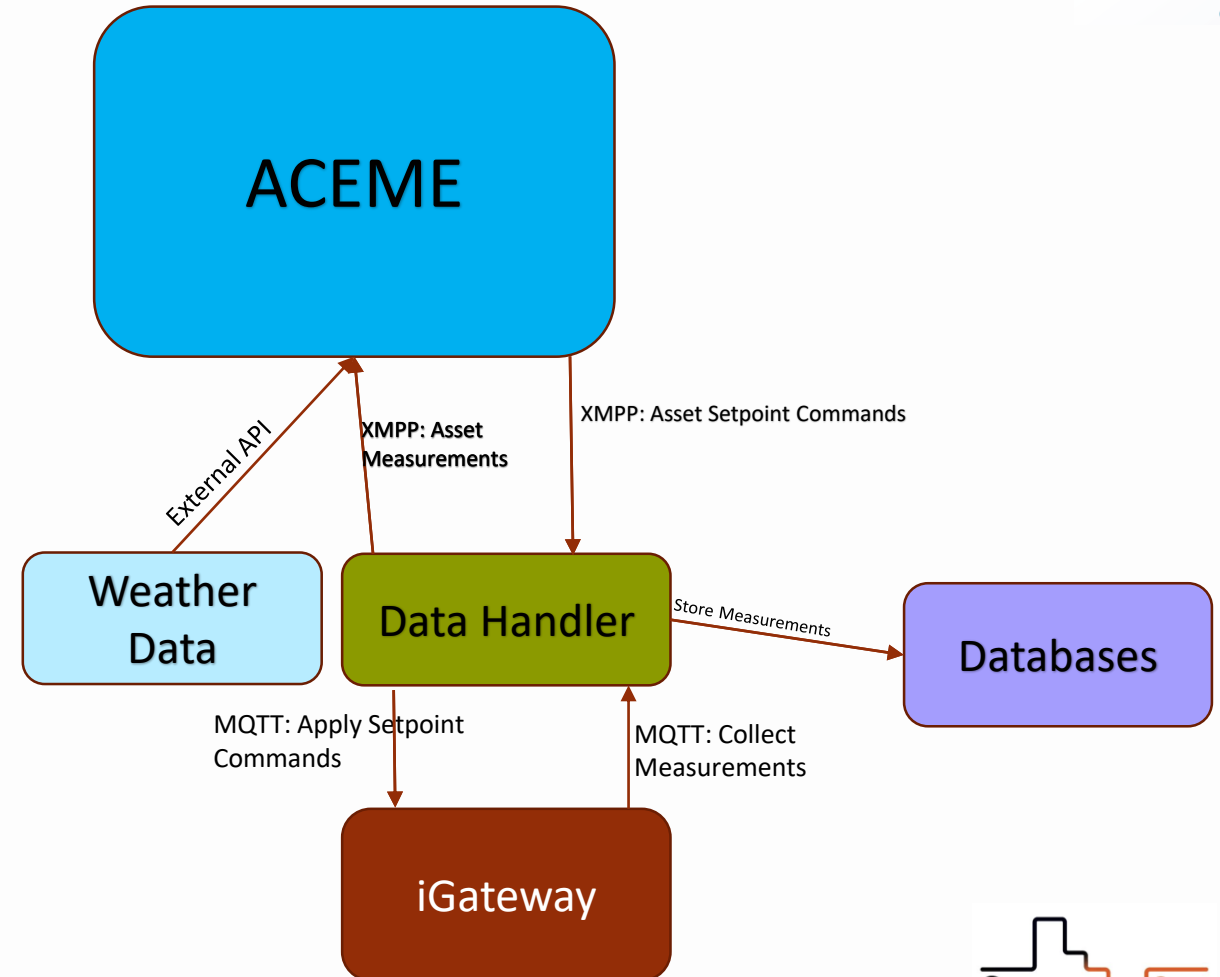 ACEME
External API
XMPP: Asset
Measurements
XMPP: Asset Setpoint Commands
Weather
Data
Data Handler
Store Measurements
Databases
MQTT: Apply Setpoint
Commands
MQTT: Collect
Measurements
iGateway